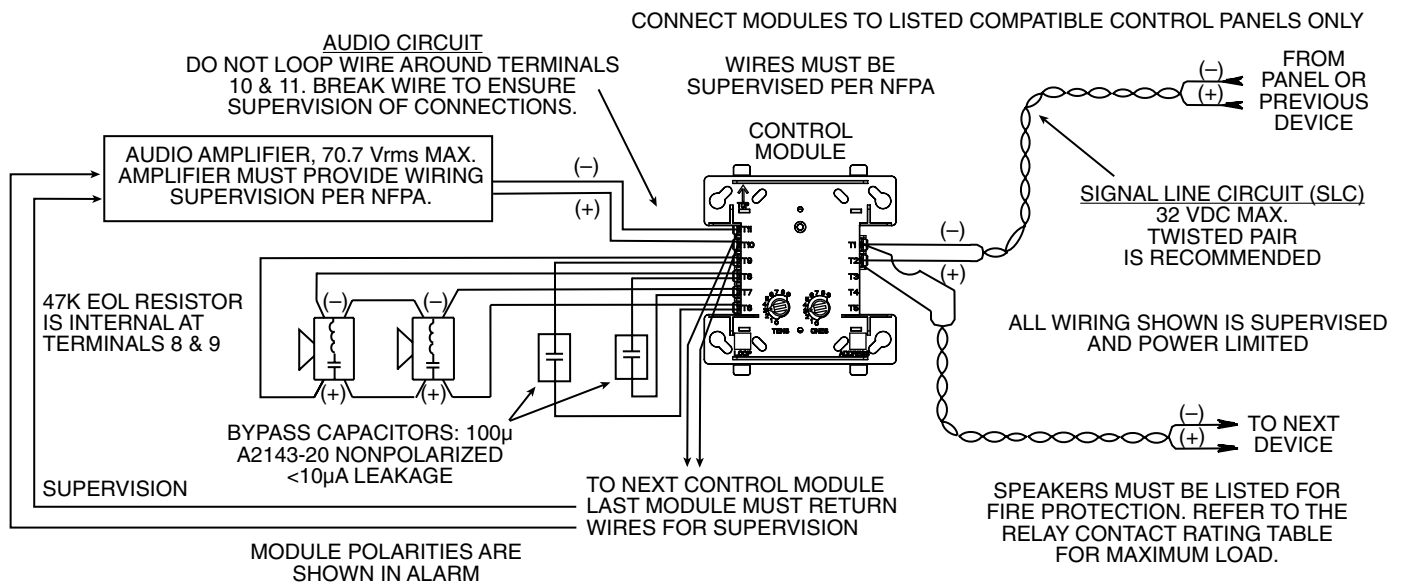 CONNECT MODULES TO LISTED COMPATIBLE CONTROL PANELS ONLY
AUDIO CIRCUIT
DO NOT LOOP WIRE AROUND TERMINALS
10 & 11. BREAK WIRE TO ENSURE
SUPERVISION OF CONNECTIONS.
WIRES MUST BE
SUPERVISED PER NFPA
(–)
(+)
FROM
PANEL OR
PREVIOUS
DEVICE
CONTROL
MODULE
AUDIO AMPLIFIER, 70.7 Vrms MAX.
AMPLIFIER MUST PROVIDE WIRING
SUPERVISION PER NFPA.
(–)
(+)
SIGNAL LINE CIRCUIT (SLC)
32 VDC MAX.
TWISTED PAIR
IS RECOMMENDED
T11
T10
T9
T8
T7
T6
T1
T2
T3
T4
T5
(–)
(+)
TENS
ONES
LOOP
ADDRESS
47K EOL RESISTOR
IS INTERNAL AT
TERMINALS 8 & 9
(–)
(–)
(+)
(+)
ALL WIRING SHOWN IS SUPERVISED
AND POWER LIMITED
BYPASS CAPACITORS: 100µ
A2143-20 NONPOLARIZED
<10µA LEAKAGE
(–)
(+)
TO NEXT
DEVICE
SUPERVISION
TO NEXT CONTROL MODULE
LAST MODULE MUST RETURN
WIRES FOR SUPERVISION
SPEAKERS MUST BE LISTED FOR
FIRE PROTECTION. REFER TO THE
RELAY CONTACT RATING TABLE
FOR MAXIMUM LOAD.
MODULE POLARITIES ARE
SHOWN IN ALARM